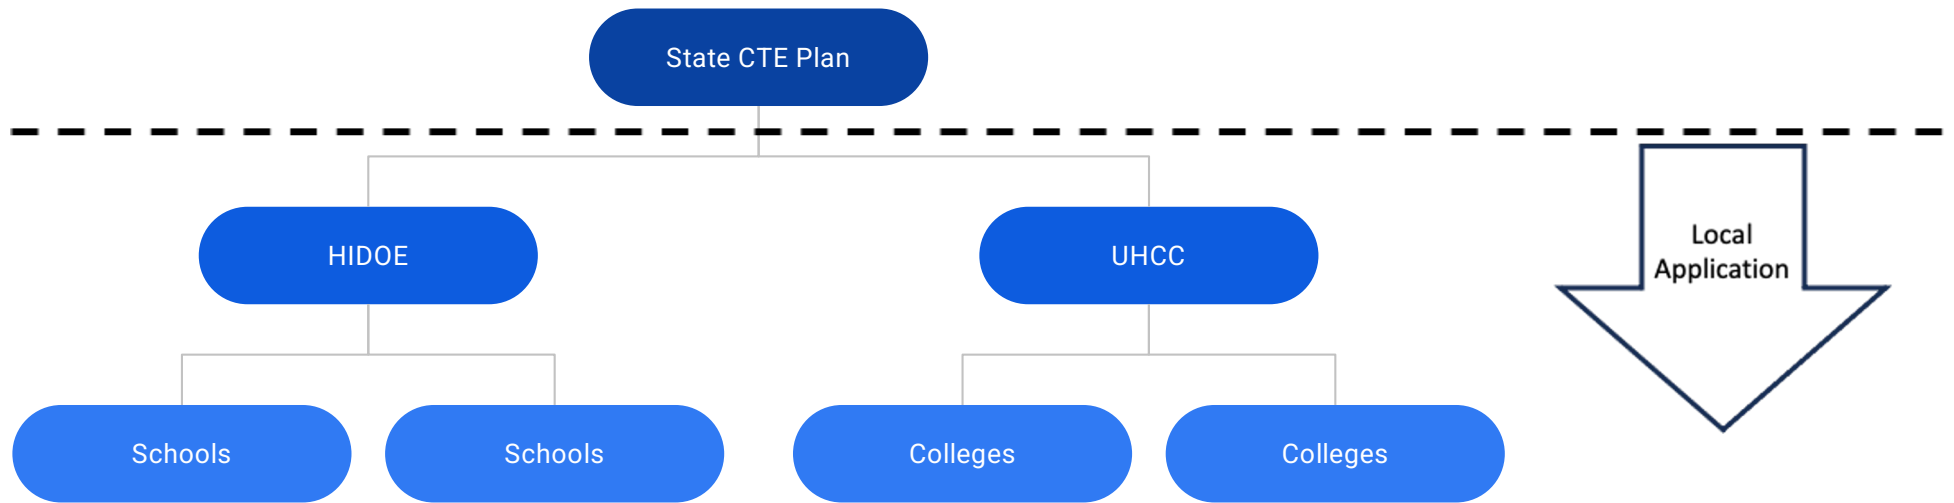 State CTE Plan
HIDOE
UHCC
Local
Application
Schools
Schools
Colleges
Colleges